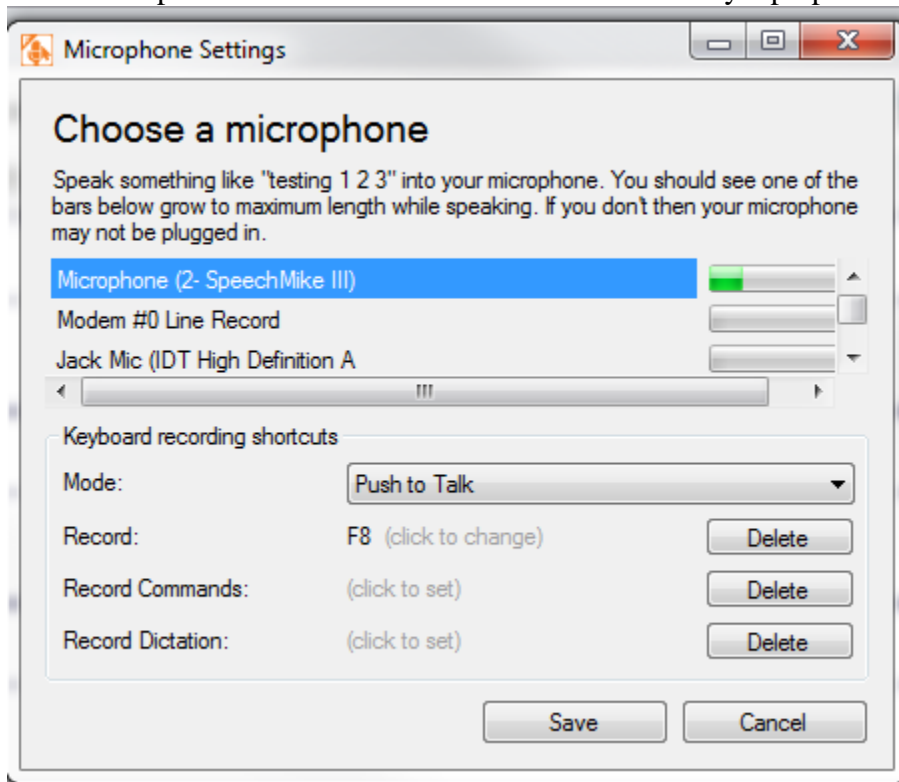 Microphone Settings
Choose a microphone
Speak something like "testing 1 2 3" into your microphone. You should see one of the
bars below grow to maximum length while speaking. If you don't then your microphone
may not be plugged in.
Microphone (2- SpeechMike III)
Modem #0 Line Record
Jack Mic (IDT High Definition A
Keyboard recording shortcuts
Mode: Push to Talk
Record: F8 (click to change) Delete
Record Commands: (click to set) Delete
Record Dictation: (click to set) Delete
Save Cancel